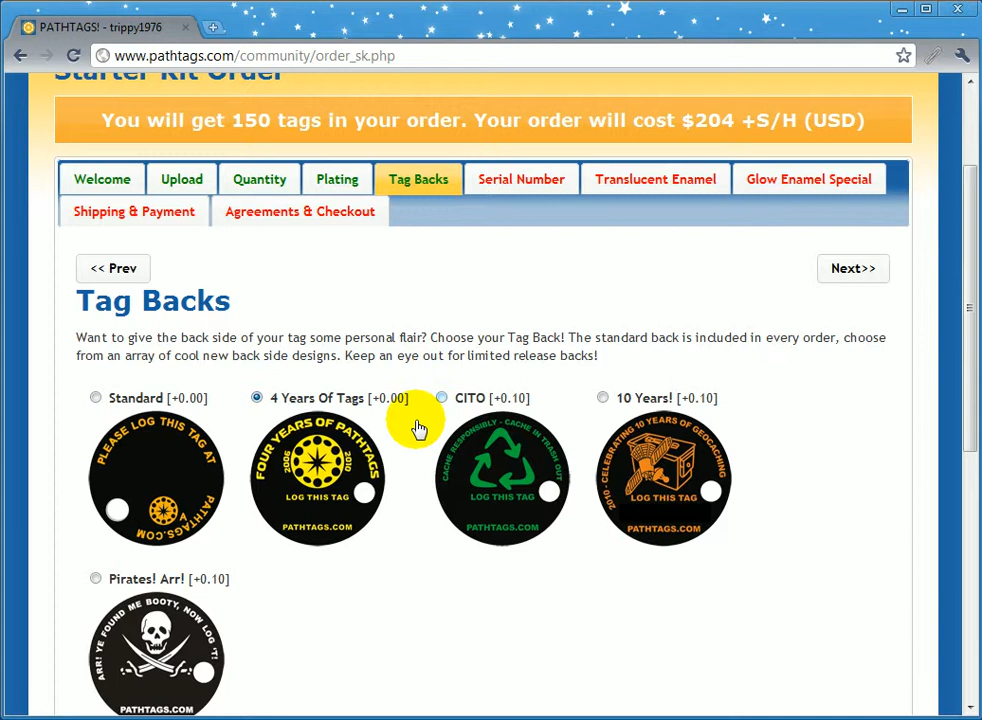 PATHTAGS! - trippy1976
www.pathtags.com/community/order_sk.php
Starter Kit Order
You will get 150 tags in your order. Your order will cost $204 +S/H (USD)
Welcome Upload Quantity Plating Tag Backs Serial Number Translucent Enamel Glow Enamel Special
Shipping & Payment Agreements & Checkout
<< Prev Next>>
Tag Backs
Want to give the back side of your tag some personal flair? Choose your Tag Back! The standard back is included in every order, choose
from an array of cool new back side designs. Keep an eye out for limited release backs!
Standard [+0.00] 4 Years Of Tags [+0.00] CITO [+0.10] 10 Years! [+0.10]
PLEASE LOG THIS TAG AT
PATHTAGS.COM
FOUR YEARS OF PATHTAGS
2006 2010
LOG THIS TAG
PATHTAGS.COM
CACHE RESPONSIBLY - CACHE IN TRASH OUT
LOG THIS TAG
PATHTAGS.COM
2010 - CELEBRATING 10 YEARS OF GEOCACHING
LOG THIS TAG
PATHTAGS.COM
Pirates! Arr! [+0.10]
ARR! YE FOUND ME BOOTY, NOW LOG 'T!
PATHTAGS.COM